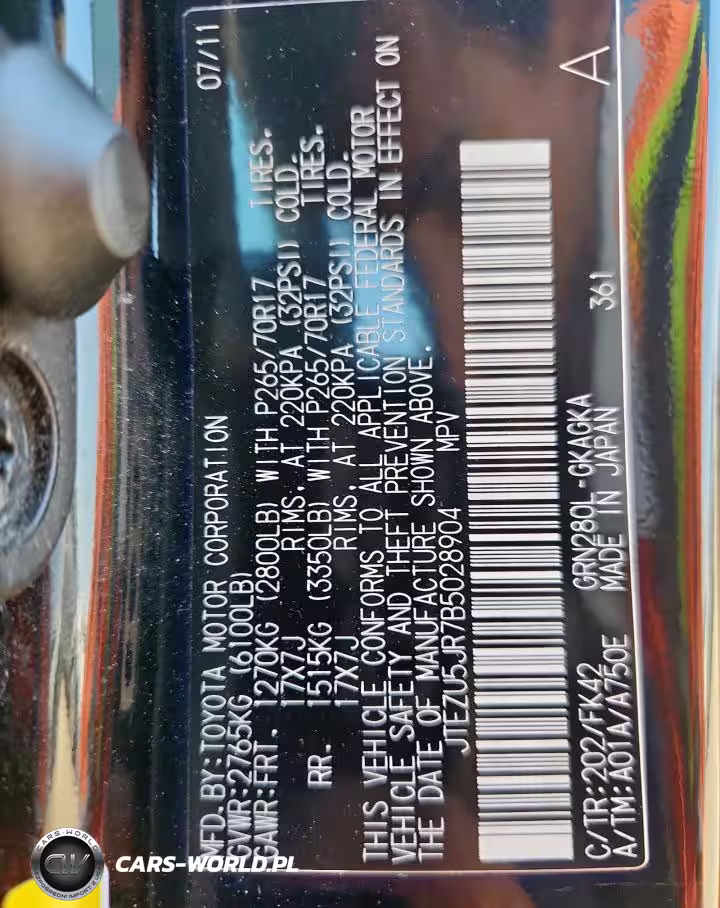 MFD. BY: TOYOTA MOTOR CORPORATION 07/11
GVWR: 2765KG (6100LB)
GAWR: FRT. 1270KG (2800LB) WITH P265/70R17 TIRES.
17X7J RIMS, AT 220KPA (32PSI) COLD.
RR. 1515KG (3350LB) WITH P265/70R17 TIRES.
17X7J RIMS, AT 220KPA (32PSI) COLD.
THIS VEHICLE CONFORMS TO ALL APPLICABLE FEDERAL MOTOR
VEHICLE SAFETY AND THEFT PREVENTION STANDARDS IN EFFECT ON
THE DATE OF MANUFACTURE SHOWN ABOVE.
JTEZU5JR7B5028904 MPV
C/TR: 202/FK42 GRN280L-GKAGKA 361 A
A/TM: A01A/A750E MADE IN JAPAN
CARS-WORLD
CW
CARS-WORLD.PL